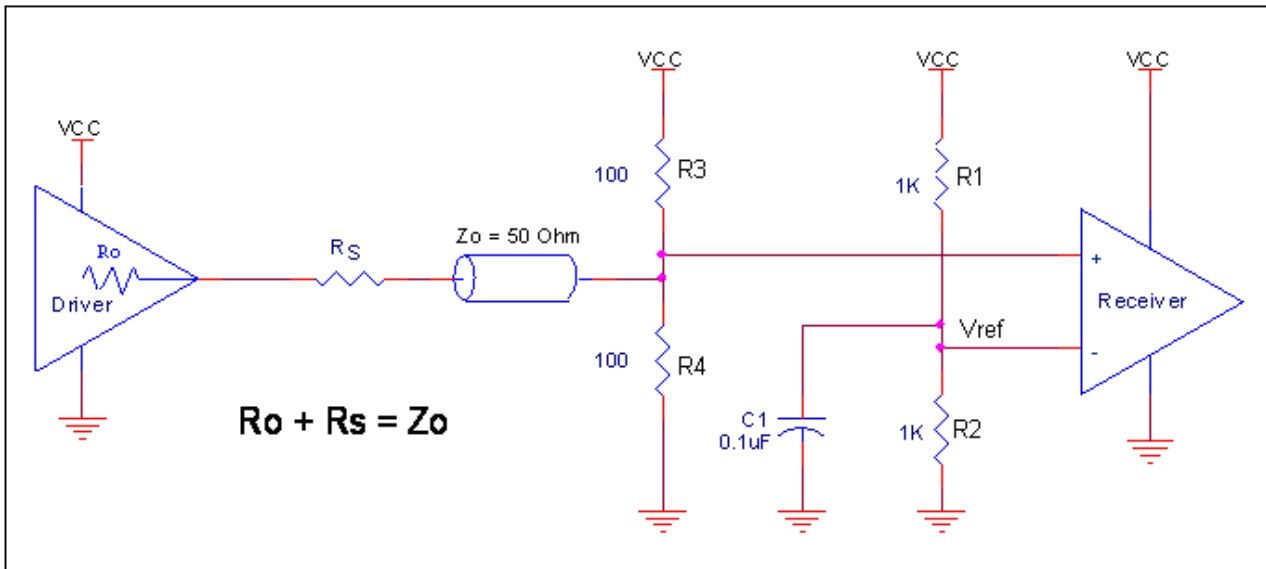 VCC
VCC
VCC
VCC
R3
100
R1
1K
Ro
Rs
Zo = 50 Ohm
+
Driver
Receiver
Vref
-
100
R4
Ro + Rs = Zo
C1
0.1uF
1K
R2